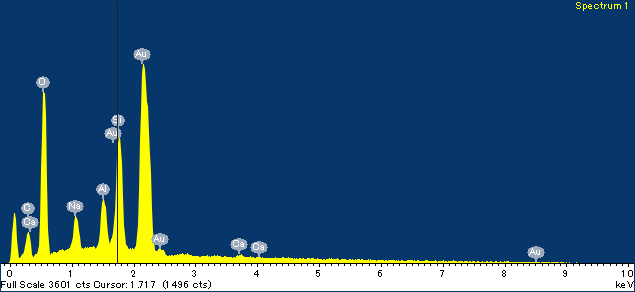 Spectrum 1
Au
O
Si
Au
Al
C
Na
Ca
Au
Ca
Ca
Au
0 1 2 3 4 5 6 7 8 9 10
Full Scale 3601 cts Cursor: 1.717 (1496 cts) keV